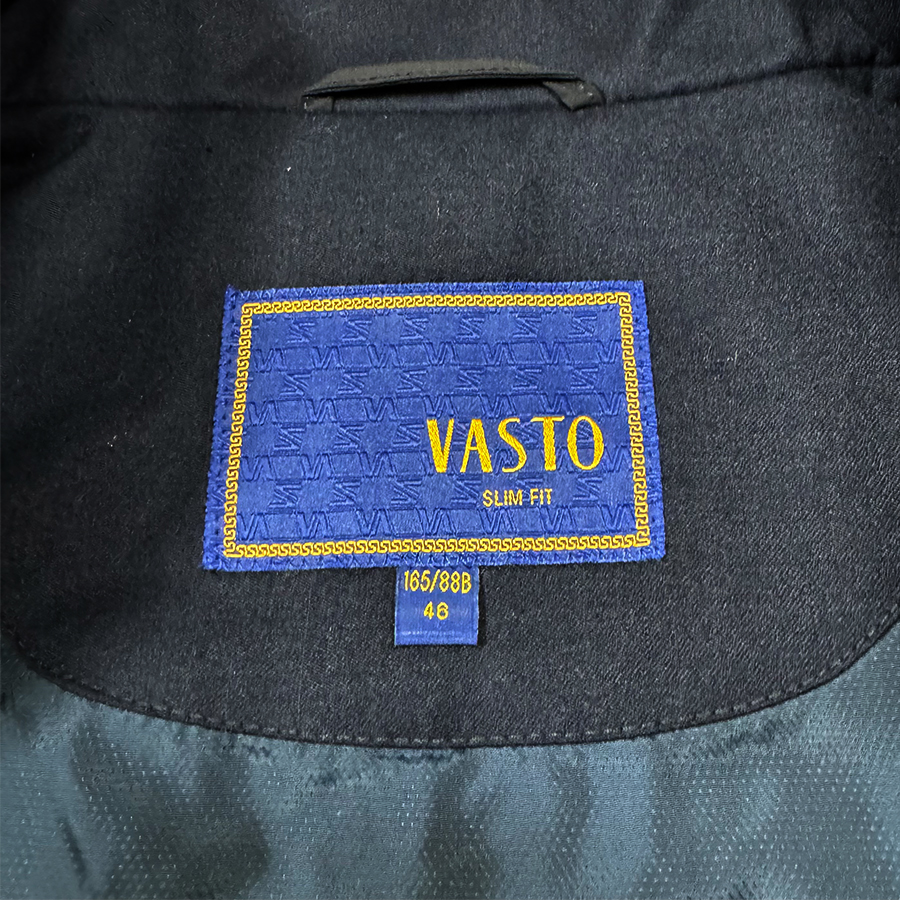 VASTO
SLIM FIT
165/88B
46